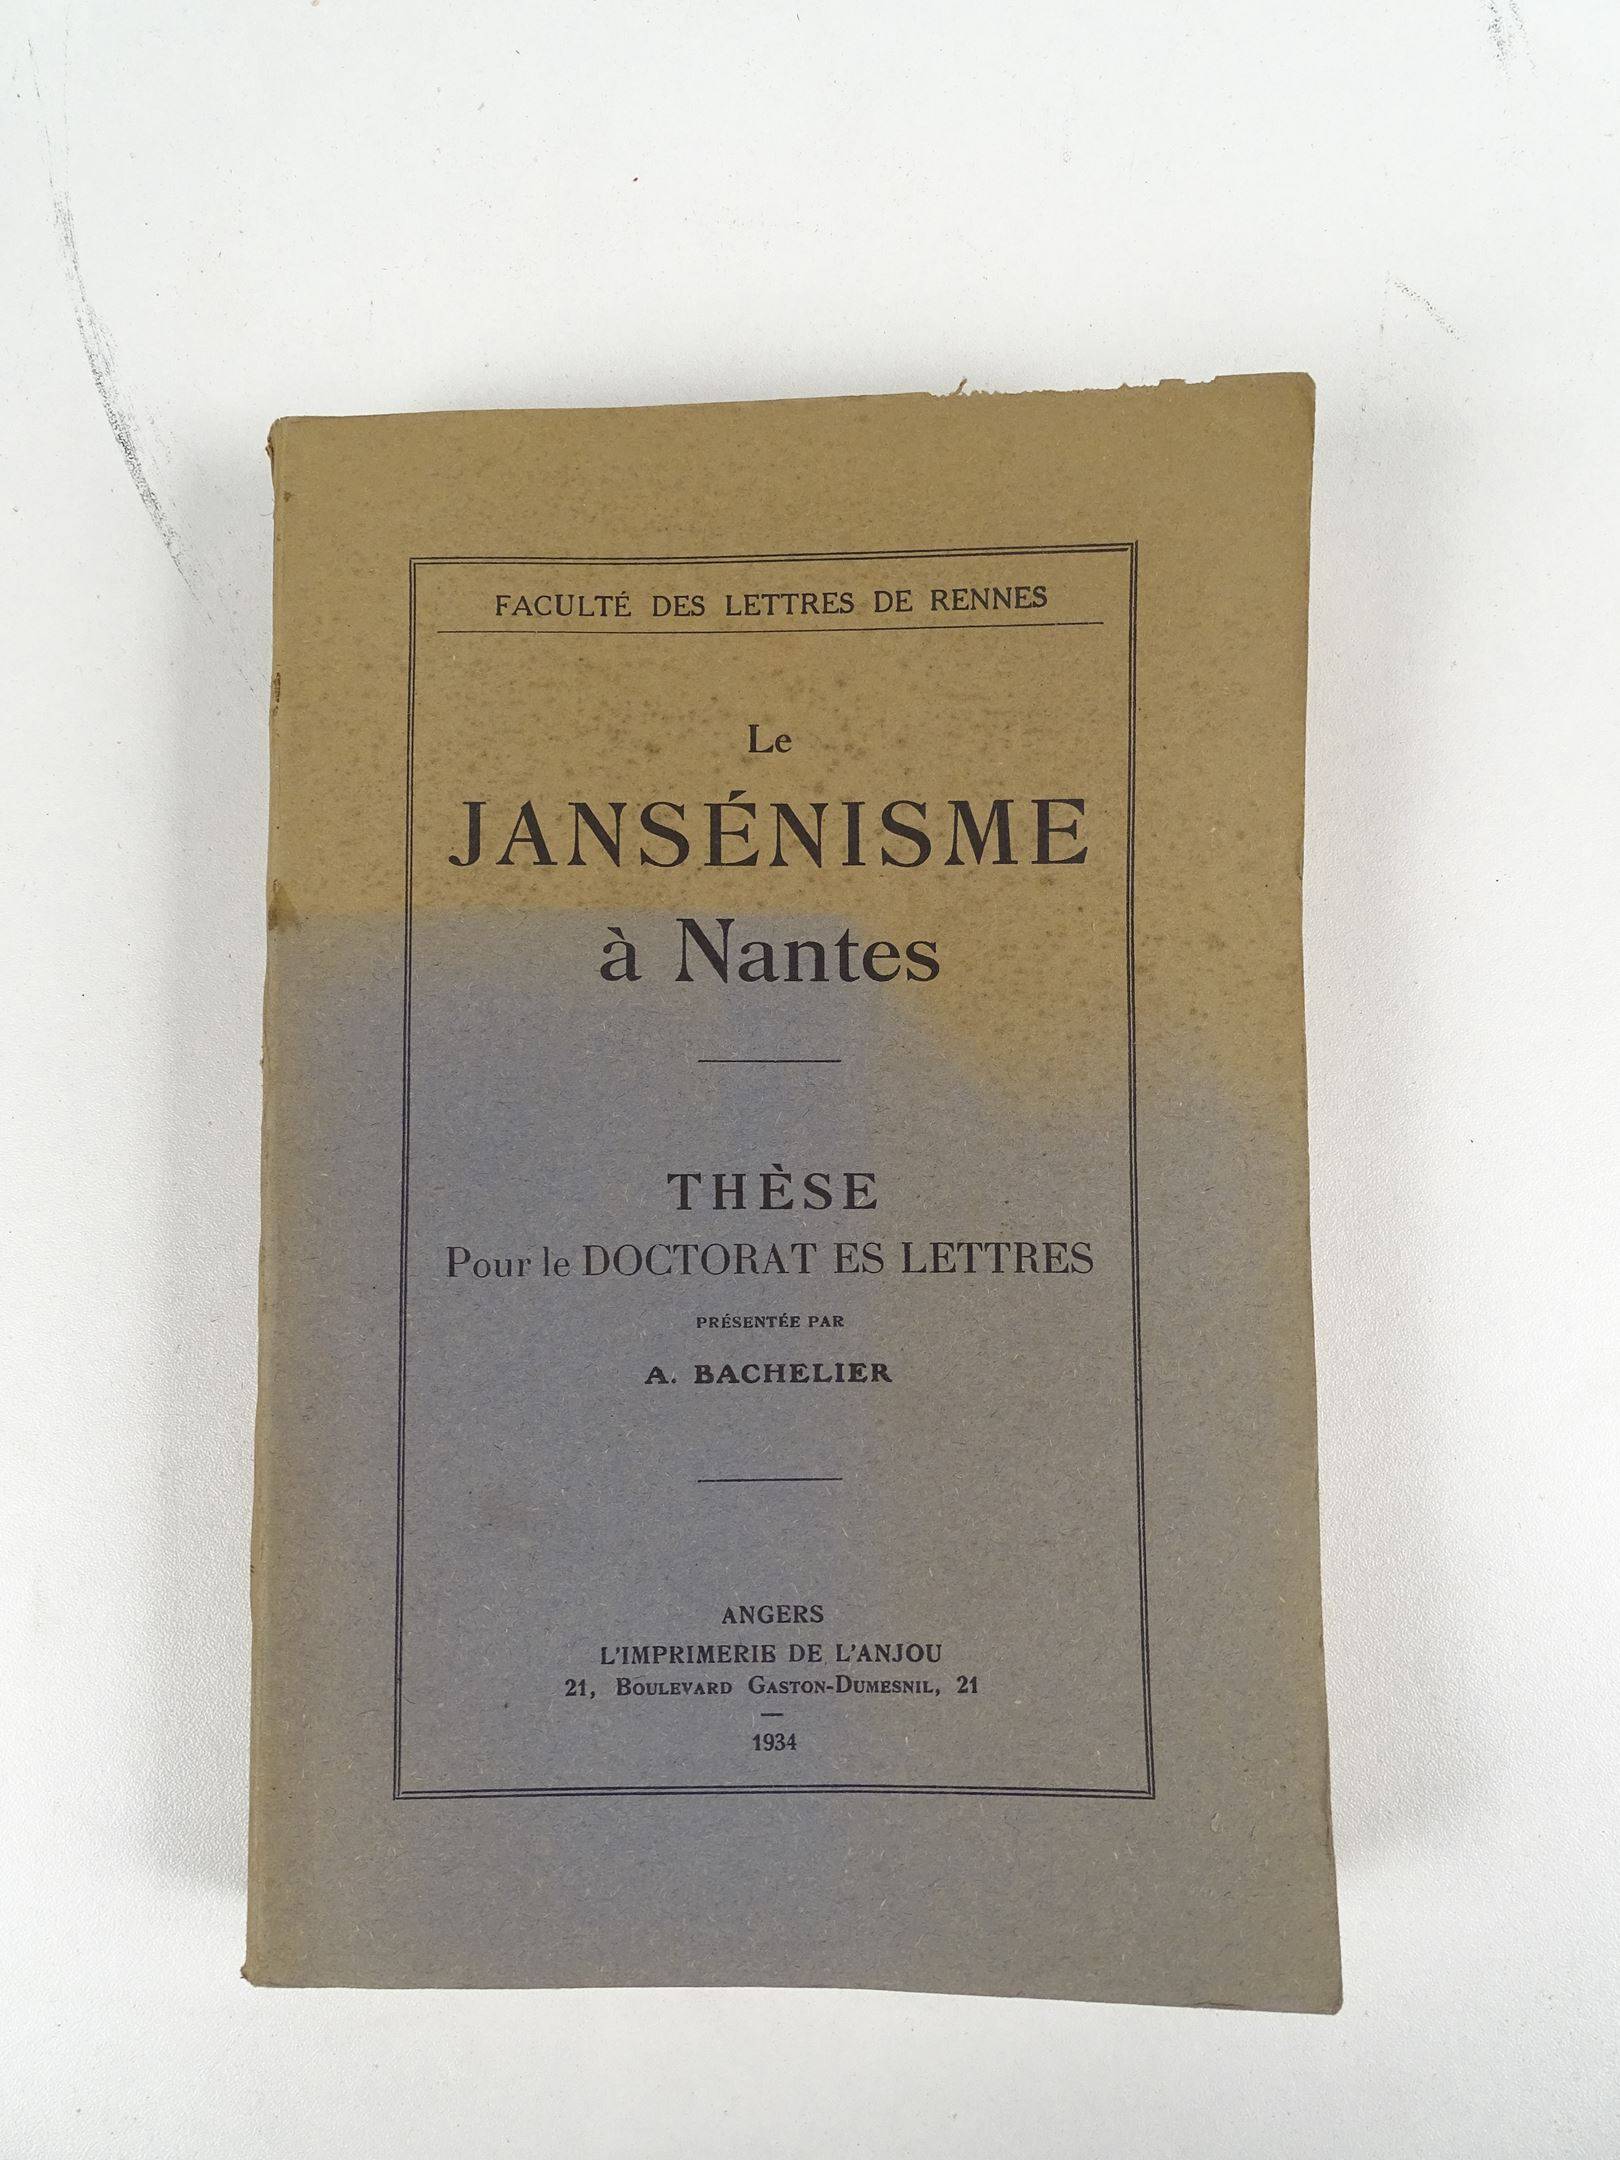 FACULTÉ DES LETTRES DE RENNES
Le
JANSÉNISME
à Nantes
THÈSE
Pour le DOCTORAT ES LETTRES
PRÉSENTÉE PAR
A. BACHELIER
ANGERS
L'IMPRIMERIE DE L'ANJOU
21, BOULEVARD GASTON-DUMESNIL, 21
1934